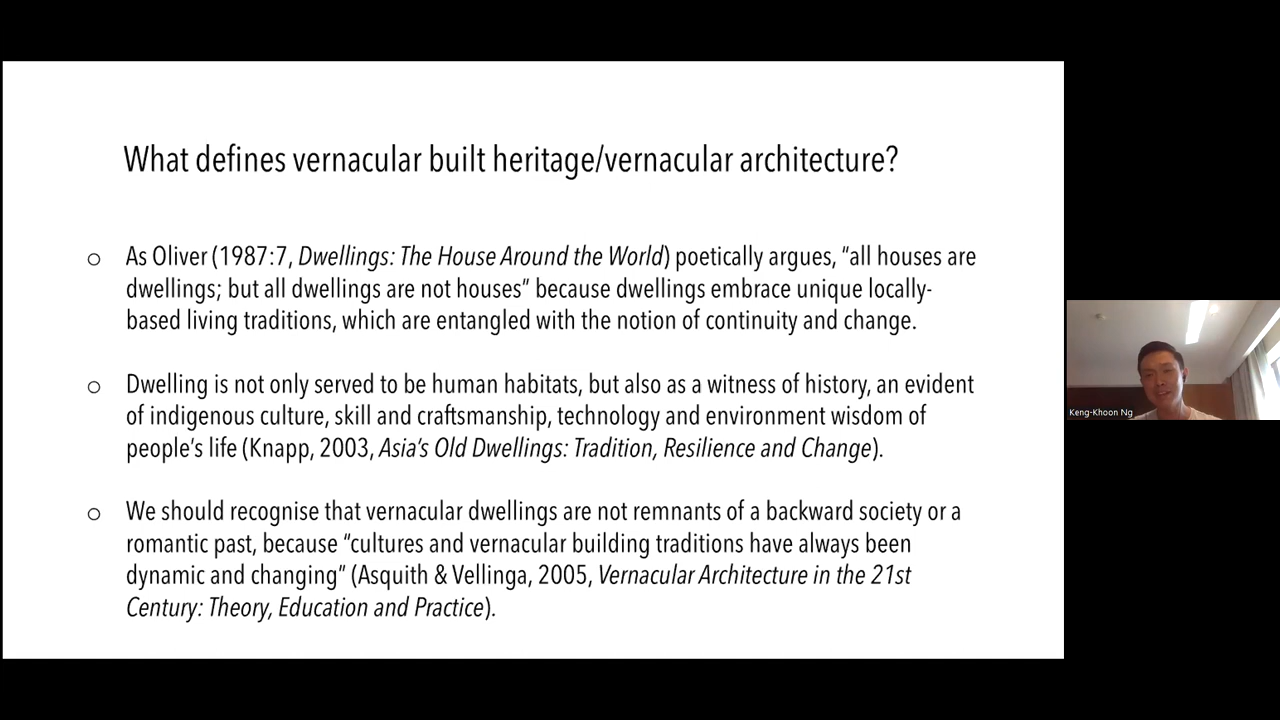 What defines vernacular built heritage/vernacular architecture?
o As Oliver (1987:7, Dwellings: The House Around the World) poetically argues, “all houses are
dwellings; but all dwellings are not houses” because dwellings embrace unique locally-
based living traditions, which are entangled with the notion of continuity and change.
o Dwelling is not only served to be human habitats, but also as a witness of history, an evident
of indigenous culture, skill and craftsmanship, technology and environment wisdom of
people’s life (Knapp, 2003, Asia’s Old Dwellings: Tradition, Resilience and Change).
o We should recognise that vernacular dwellings are not remnants of a backward society or a
romantic past, because “cultures and vernacular building traditions have always been
dynamic and changing” (Asquith & Vellinga, 2005, Vernacular Architecture in the 21st
Century: Theory, Education and Practice).
Keng-Khoon Ng